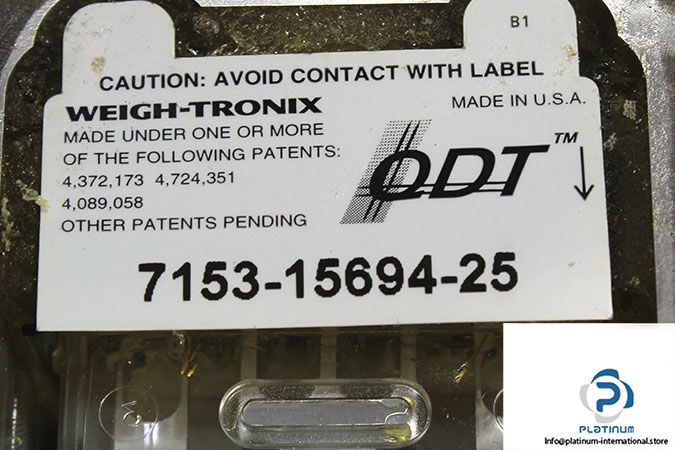 B1
CAUTION: AVOID CONTACT WITH LABEL
WEIGH-TRONIX
MADE IN U.S.A.
MADE UNDER ONE OR MORE
OF THE FOLLOWING PATENTS:
4,372,173 4,724,351
4,089,058
OTHER PATENTS PENDING
QDT™
7153-15694-25
PLATINUM
info@platinum-international.store